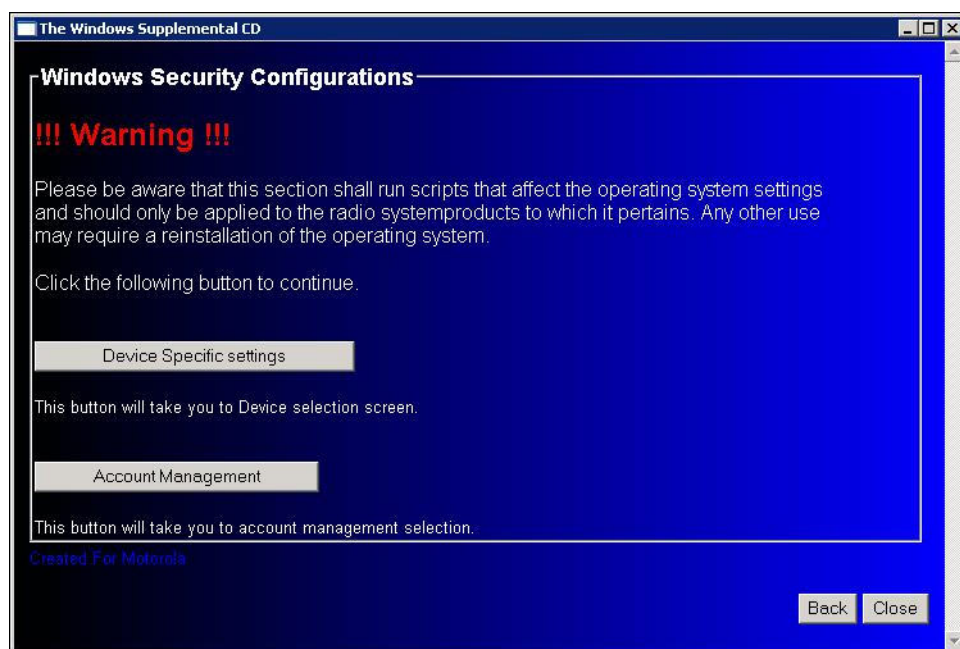 The Windows Supplemental CD
Windows Security Configurations
!!! Warning !!!
Please be aware that this section shall run scripts that affect the operating system settings
and should only be applied to the radio systemproducts to which it pertains. Any other use
may require a reinstallation of the operating system.
Click the following button to continue.
Device Specific settings
This button will take you to Device selection screen.
Account Management
This button will take you to account management selection.
Created For Motorola
Back Close